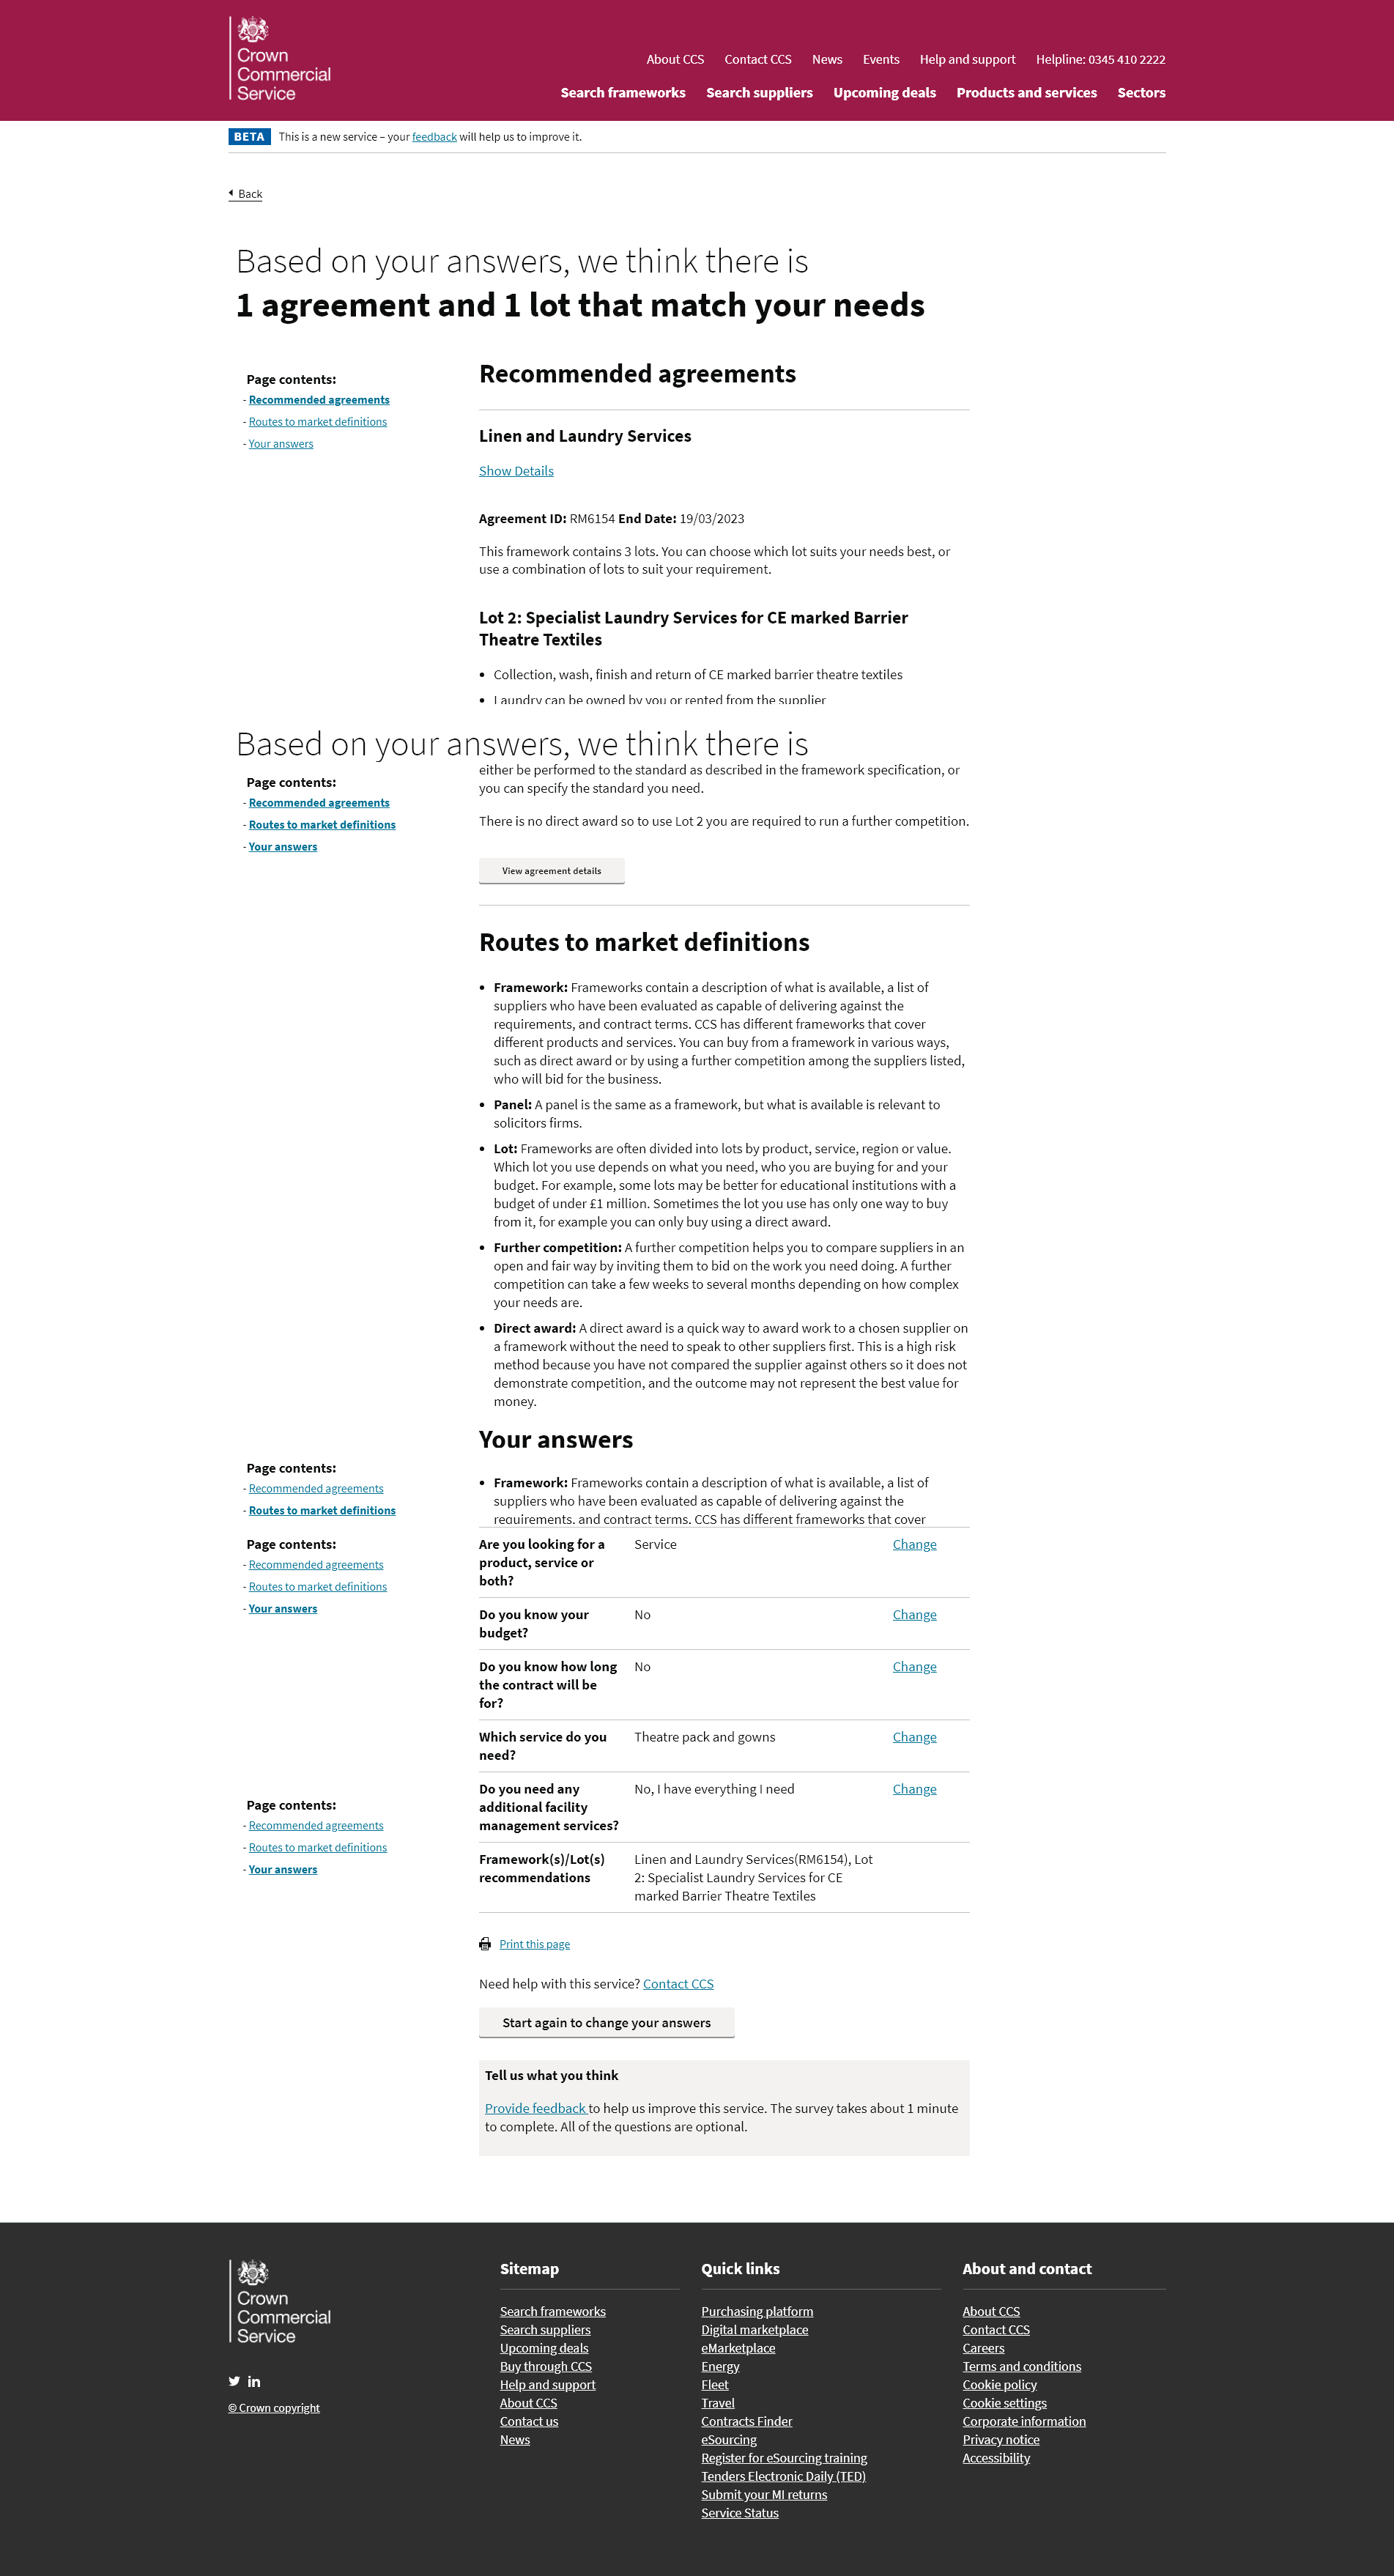 Crown
Commercial
Service
About CCS Contact CCS News Events Help and support Helpline: 0345 410 2222
Search frameworks Search suppliers Upcoming deals Products and services Sectors
BETA This is a new service – your feedback will help us to improve it.
Back
Based on your answers, we think there is
1 agreement and 1 lot that match your needs
Page contents:
- Recommended agreements
- Routes to market definitions
- Your answers
Recommended agreements
Linen and Laundry Services
Show Details
Agreement ID: RM6154 End Date: 19/03/2023
This framework contains 3 lots. You can choose which lot suits your needs best, or
use a combination of lots to suit your requirement.
Lot 2: Specialist Laundry Services for CE marked Barrier
Theatre Textiles
• Collection, wash, finish and return of CE marked barrier theatre textiles
• Laundry can be owned by you or rented from the supplier
Based on your answers, we think there is
either be performed to the standard as described in the framework specification, or
you can specify the standard you need.
Page contents:
- Recommended agreements
- Routes to market definitions
- Your answers
There is no direct award so to use Lot 2 you are required to run a further competition.
View agreement details
Routes to market definitions
• Framework: Frameworks contain a description of what is available, a list of
suppliers who have been evaluated as capable of delivering against the
requirements, and contract terms. CCS has different frameworks that cover
different products and services. You can buy from a framework in various ways,
such as direct award or by using a further competition among the suppliers listed,
who will bid for the business.
• Panel: A panel is the same as a framework, but what is available is relevant to
solicitors firms.
• Lot: Frameworks are often divided into lots by product, service, region or value.
Which lot you use depends on what you need, who you are buying for and your
budget. For example, some lots may be better for educational institutions with a
budget of under £1 million. Sometimes the lot you use has only one way to buy
from it, for example you can only buy using a direct award.
• Further competition: A further competition helps you to compare suppliers in an
open and fair way by inviting them to bid on the work you need doing. A further
competition can take a few weeks to several months depending on how complex
your needs are.
• Direct award: A direct award is a quick way to award work to a chosen supplier on
a framework without the need to speak to other suppliers first. This is a high risk
method because you have not compared the supplier against others so it does not
demonstrate competition, and the outcome may not represent the best value for
money.
Your answers
Page contents:
- Recommended agreements
- Routes to market definitions
• Framework: Frameworks contain a description of what is available, a list of
suppliers who have been evaluated as capable of delivering against the
requirements, and contract terms. CCS has different frameworks that cover
Page contents:
- Recommended agreements
- Routes to market definitions
- Your answers
Are you looking for a Service Change
product, service or
both?
Do you know your No Change
budget?
Do you know how long No Change
the contract will be
for?
Which service do you Theatre pack and gowns Change
need?
Do you need any No, I have everything I need Change
additional facility
management services?
Page contents:
- Recommended agreements
- Routes to market definitions
- Your answers
Framework(s)/Lot(s) Linen and Laundry Services(RM6154), Lot
recommendations 2: Specialist Laundry Services for CE
marked Barrier Theatre Textiles
Print this page
Need help with this service? Contact CCS
Start again to change your answers
Tell us what you think
Provide feedback to help us improve this service. The survey takes about 1 minute
to complete. All of the questions are optional.
Crown
Commercial
Service
© Crown copyright
Sitemap
Search frameworks
Search suppliers
Upcoming deals
Buy through CCS
Help and support
About CCS
Contact us
News
Quick links
Purchasing platform
Digital marketplace
eMarketplace
Energy
Fleet
Travel
Contracts Finder
eSourcing
Register for eSourcing training
Tenders Electronic Daily (TED)
Submit your MI returns
Service Status
About and contact
About CCS
Contact CCS
Careers
Terms and conditions
Cookie policy
Cookie settings
Corporate information
Privacy notice
Accessibility